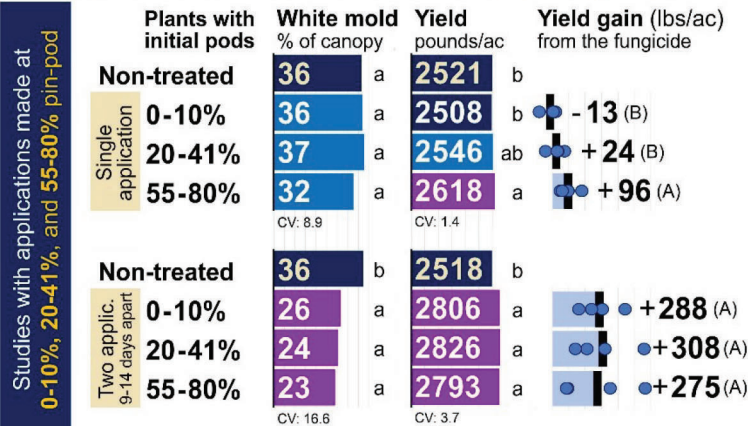 Studies with applications made at
0-10%, 20-41%, and 55-80% pin-pod
Plants with initial pods
White mold
% of canopy
Yield
pounds/ac
Yield gain (lbs/ac)
from the fungicide
Non-treated 36 a 2521 b
Single application
0-10% 36 a 2508 b -13 (B)
20-41% 37 a 2546 ab +24 (B)
55-80% 32 a 2618 a +96 (A)
CV: 8.9 CV: 1.4
Non-treated 36 b 2518 b
Two applic.
9-14 days apart
0-10% 26 a 2806 a +288 (A)
20-41% 24 a 2826 a +308 (A)
55-80% 23 a 2793 a +275 (A)
CV: 16.6 CV: 3.7